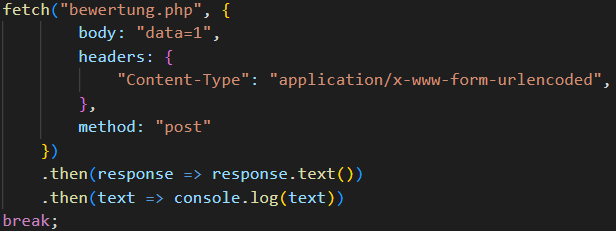 fetch("bewertung.php", {
body: "data=1",
headers: {
"Content-Type": "application/x-www-form-urlencoded",
},
method: "post"
})
.then(response => response.text())
.then(text => console.log(text))
break;